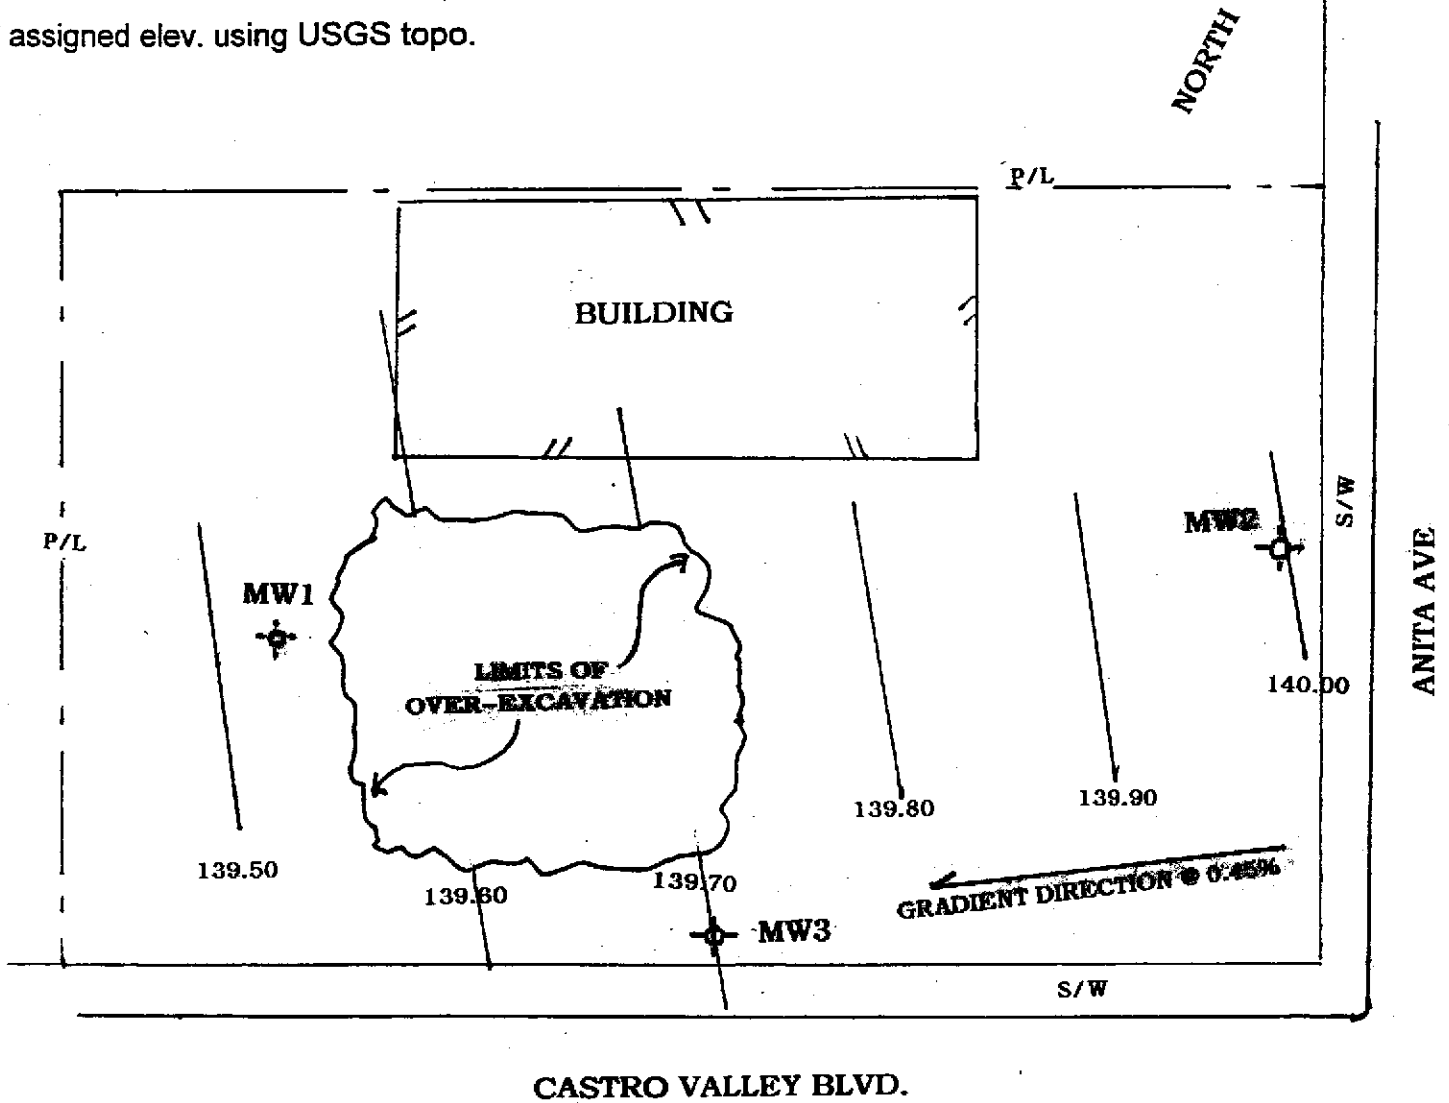 assigned elev. using USGS topo.
NORTH
P/L
BUILDING
S/W
MW2
P/L
ANITA AVE
MW1
LIMITS OF
OVER-EXCAVATION
140.00
139.80
139.90
139.50
139.60
139.70
GRADIENT DIRECTION @ 0.45%
MW3
S/W
CASTRO VALLEY BLVD.